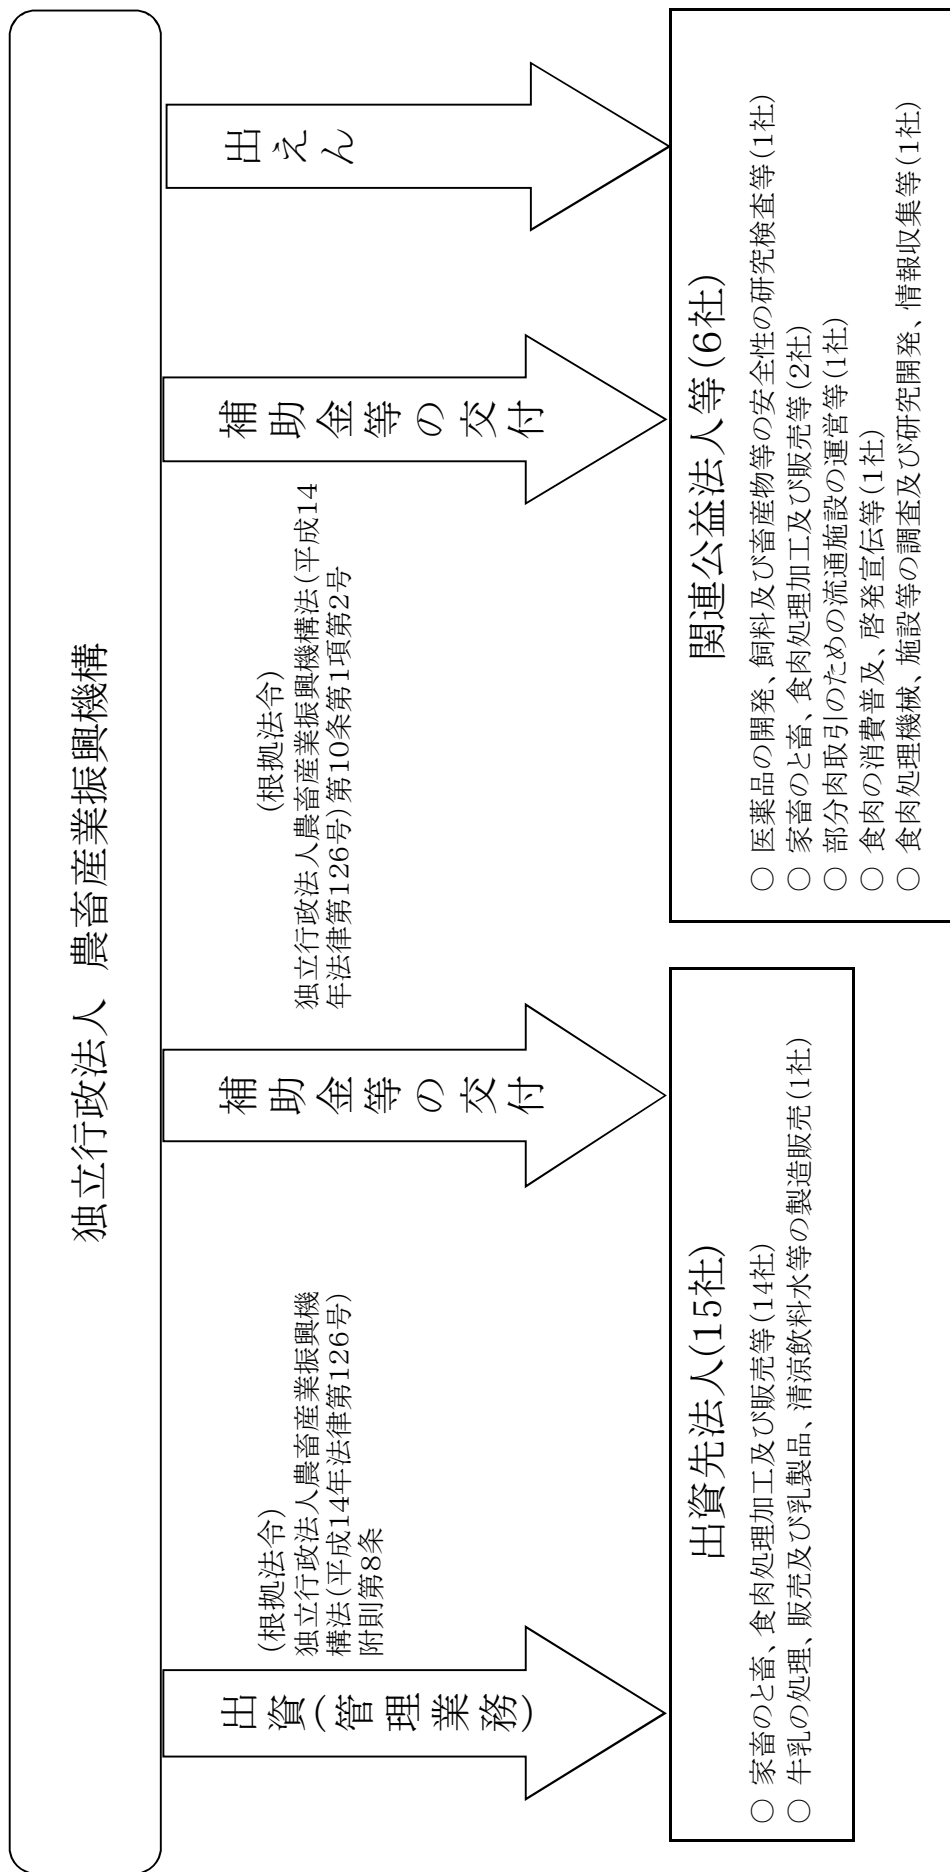 独立行政法人 農畜産業振興機構
出資(管理業務)
(根拠法令)
独立行政法人農畜産業振興機
構法(平成14年法律第126号)
附則第8条
補助金等の交付
(根拠法令)
独立行政法人農畜産業振興機構法(平成14
年法律第126号)第10条第1項第2号
補助金等の交付
出えん
出資先法人(15社)
○ 家畜のと畜、食肉処理加工及び販売等(14社)
○ 牛乳の処理、販売及び乳製品、清涼飲料水等の製造販売(1社)
関連公益法人等(6社)
○ 医薬品の開発、飼料及び畜産物等の安全性の研究検査等(1社)
○ 家畜のと畜、食肉処理加工及び販売等(2社)
○ 部分肉取引のための流通施設の運営等(1社)
○ 食肉の消費普及、啓発宣伝等(1社)
○ 食肉処理機械、施設等の調査及び研究開発、情報収集等(1社)